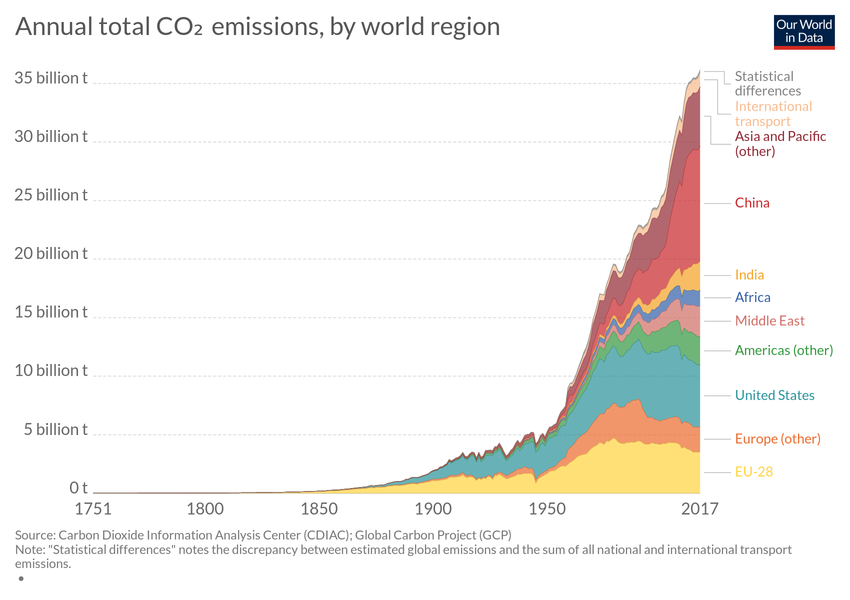 Annual total CO₂ emissions, by world region
Our World
in Data
35 billion t
30 billion t
25 billion t
20 billion t
15 billion t
10 billion t
5 billion t
0 t
1751
1800
1850
1900
1950
2017
Statistical
differences
International
transport
Asia and Pacific
(other)
China
India
Africa
Middle East
Americas (other)
United States
Europe (other)
EU-28
Source: Carbon Dioxide Information Analysis Center (CDIAC); Global Carbon Project (GCP)
Note: "Statistical differences" notes the discrepancy between estimated global emissions and the sum of all national and international transport
emissions.
•